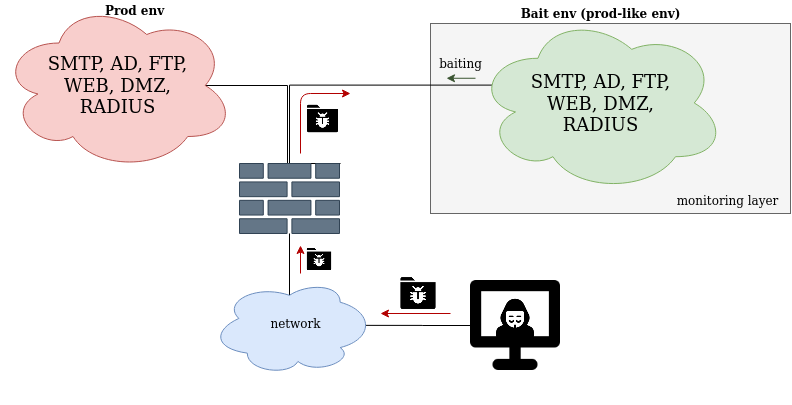 Prod env
SMTP, AD, FTP,
WEB, DMZ,
RADIUS
Bait env (prod-like env)
baiting
SMTP, AD, FTP,
WEB, DMZ,
RADIUS
monitoring layer
network